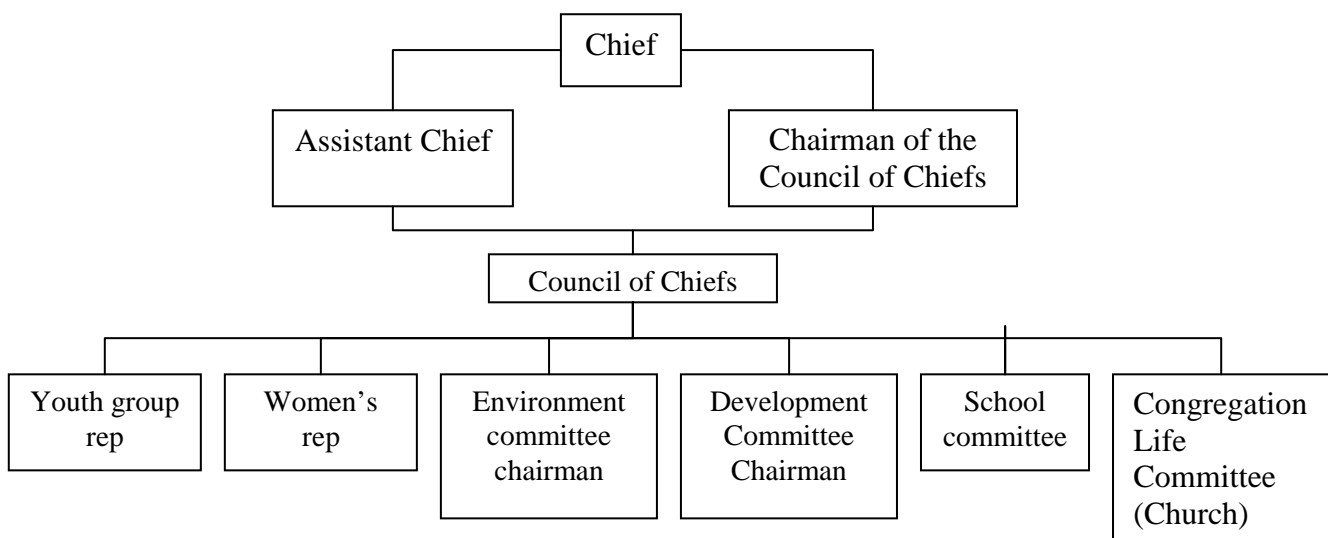 Chief
Assistant Chief
Chairman of the
Council of Chiefs
Council of Chiefs
Youth group
rep
Women’s
rep
Environment
committee
chairman
Development
Committee
Chairman
School
committee
Congregation
Life
Committee
(Church)